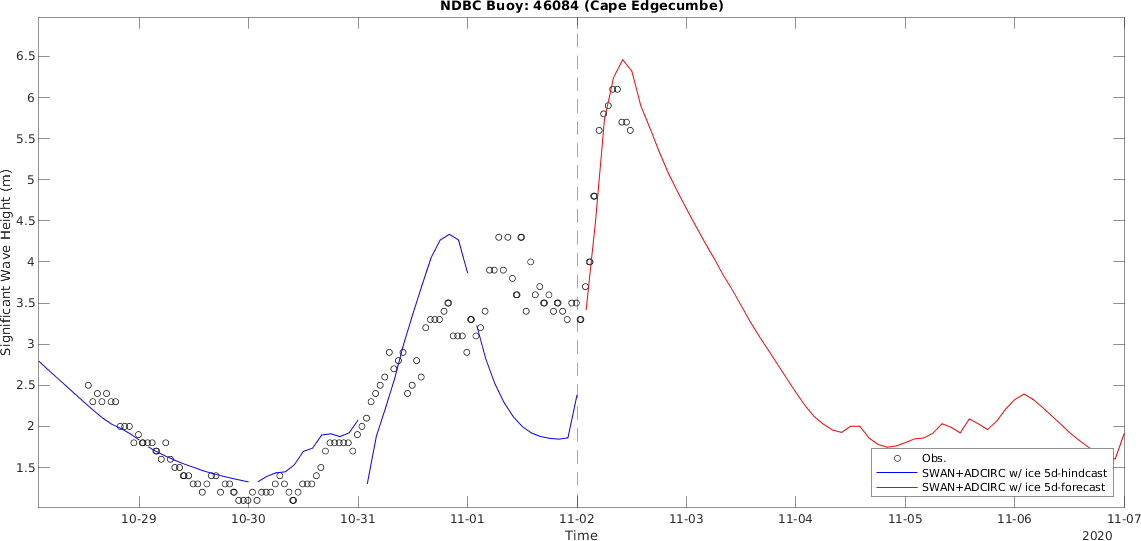 NDBC Buoy: 46084 (Cape Edgecumbe)
Significant Wave Height (m)
6.5
6
5.5
5
4.5
4
3.5
3
2.5
2
1.5
Obs.
SWAN+ADCIRC w/ ice 5d-hindcast
SWAN+ADCIRC w/ ice 5d-forecast
10-29 10-30 10-31 11-01 11-02 11-03 11-04 11-05 11-06 11-07
Time
2020